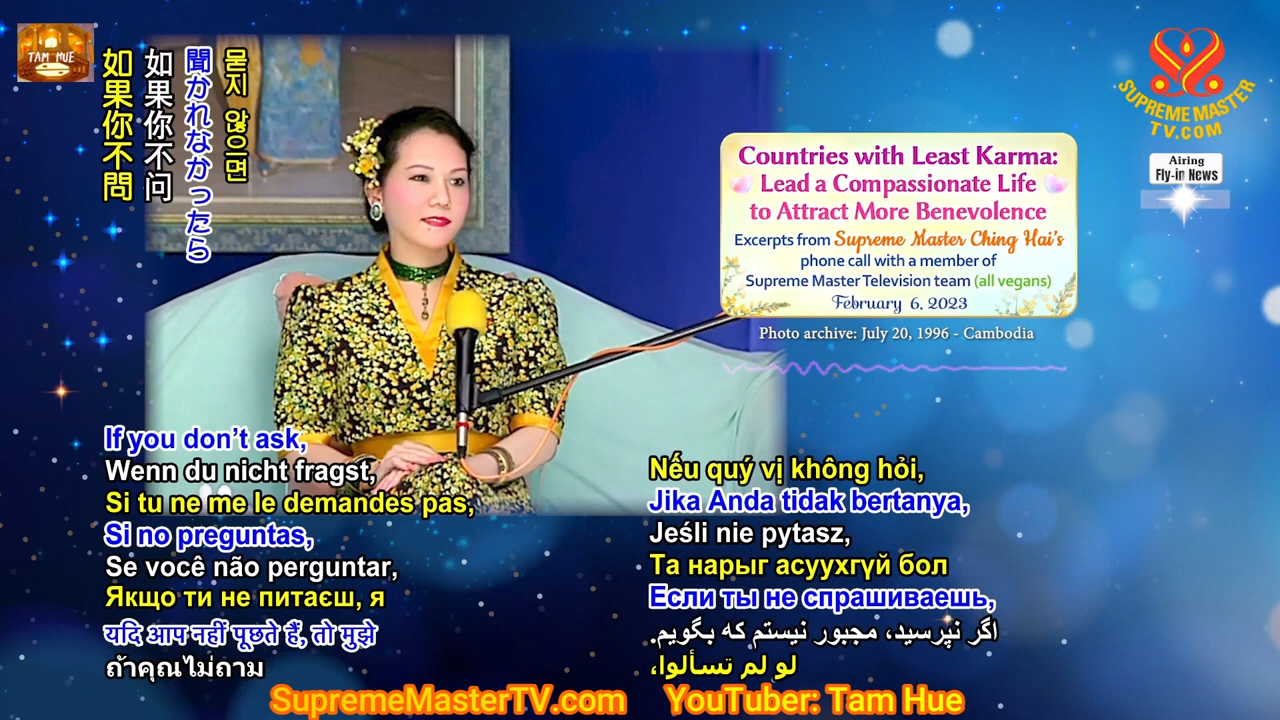 TAM HUE
如果你不問
如果你不问
聞かれなかったら
묻지 않으면
SUPREME MASTER
TV.COM
Airing
Fly-in News
Countries with Least Karma:
Lead a Compassionate Life
to Attract More Benevolence
Excerpts from Supreme Master Ching Hai's
phone call with a member of
Supreme Master Television team (all vegans)
February 6, 2023
Photo archive: July 20, 1996 - Cambodia
If you don't ask,
Wenn du nicht fragst,
Si tu ne me le demandes pas,
Si no preguntas,
Se você não perguntar,
Якщо ти не питаєш, я
यदि आप नहीं पूछते हैं, तो मुझे
ถ้าคุณไม่ถาม
Nếu quý vị không hỏi,
Jika Anda tidak bertanya,
Jeśli nie pytasz,
Та нарыг асуухгүй бол
Если ты не спрашиваешь,
اگر نپرسید، مجبور نیستم که بگویم.
لو لم تسألوا،
SupremeMasterTV.com
YouTuber: Tam Hue